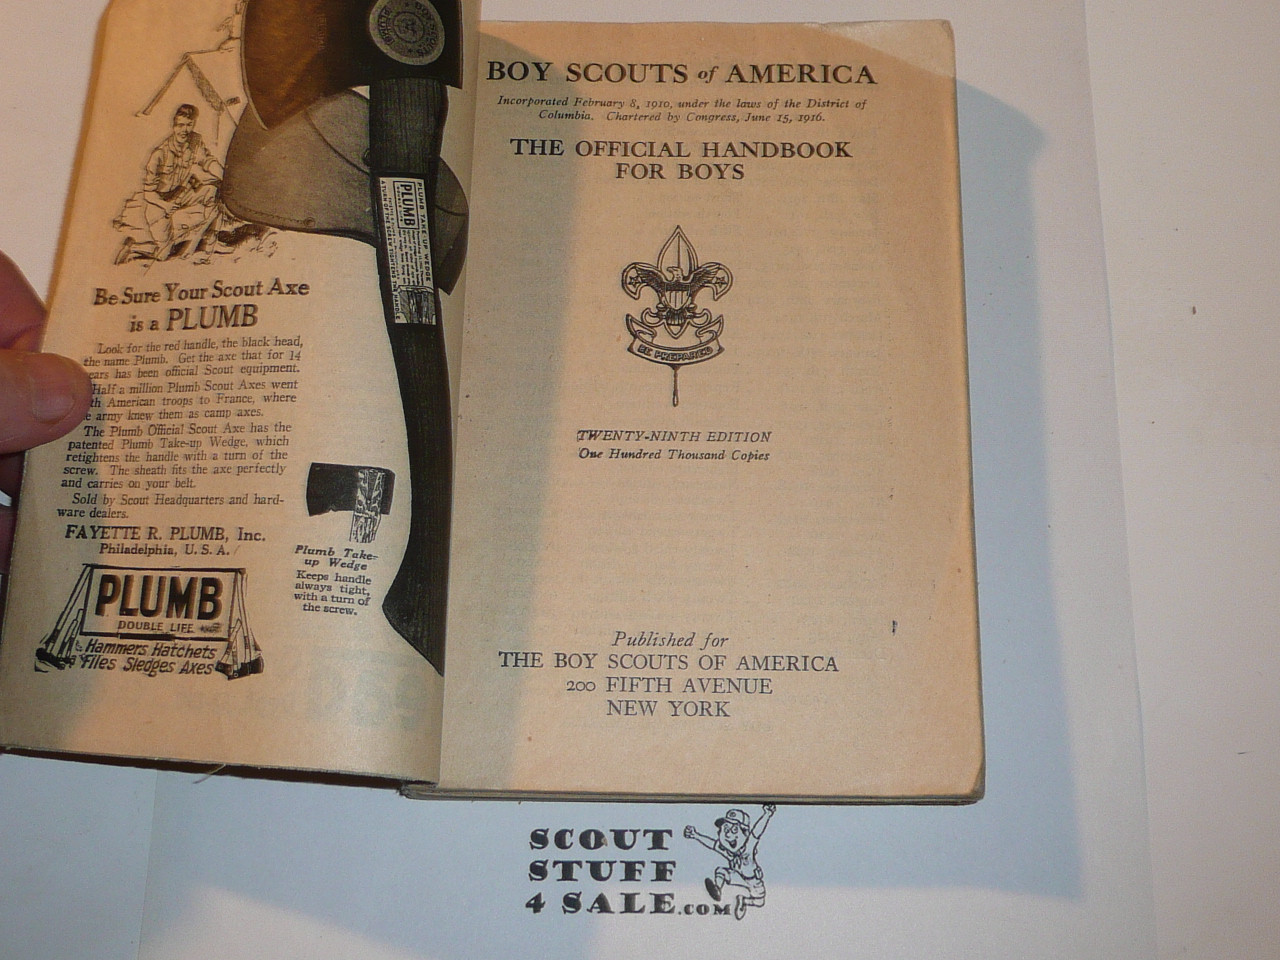 Be Sure Your Scout Axe
is a PLUMB
Look for the red handle, the black head,
the name Plumb. Get the axe that for 14
ears has been official Scout equipment.
Half a million Plumb Scout Axes went
th American troops to France, where
e army knew them as camp axes.
The Plumb Official Scout Axe has the
patented Plumb Take-up Wedge, which
retightens the handle with a turn of the
screw. The sheath fits the axe perfectly
and carries on your belt.
Sold by Scout Headquarters and hard-
ware dealers.
FAYETTE R. PLUMB, Inc.
Philadelphia, U. S. A.
PLUMB
DOUBLE LIFE
Hammers Hatchets
Files Sledges Axes
PLUMB TAKE-UP WEDGE
PLUMB
Plumb Take-
up Wedge
Keeps handle
always tight,
with a turn of
the screw.
BOY SCOUTS of AMERICA
Incorporated February 8, 1910, under the laws of the District of
Columbia. Chartered by Congress, June 15, 1916.
THE OFFICIAL HANDBOOK
FOR BOYS
BE PREPARED
TWENTY-NINTH EDITION
One Hundred Thousand Copies
Published for
THE BOY SCOUTS OF AMERICA
200 FIFTH AVENUE
NEW YORK
SCOUT
STUFF
4 SALE.COM